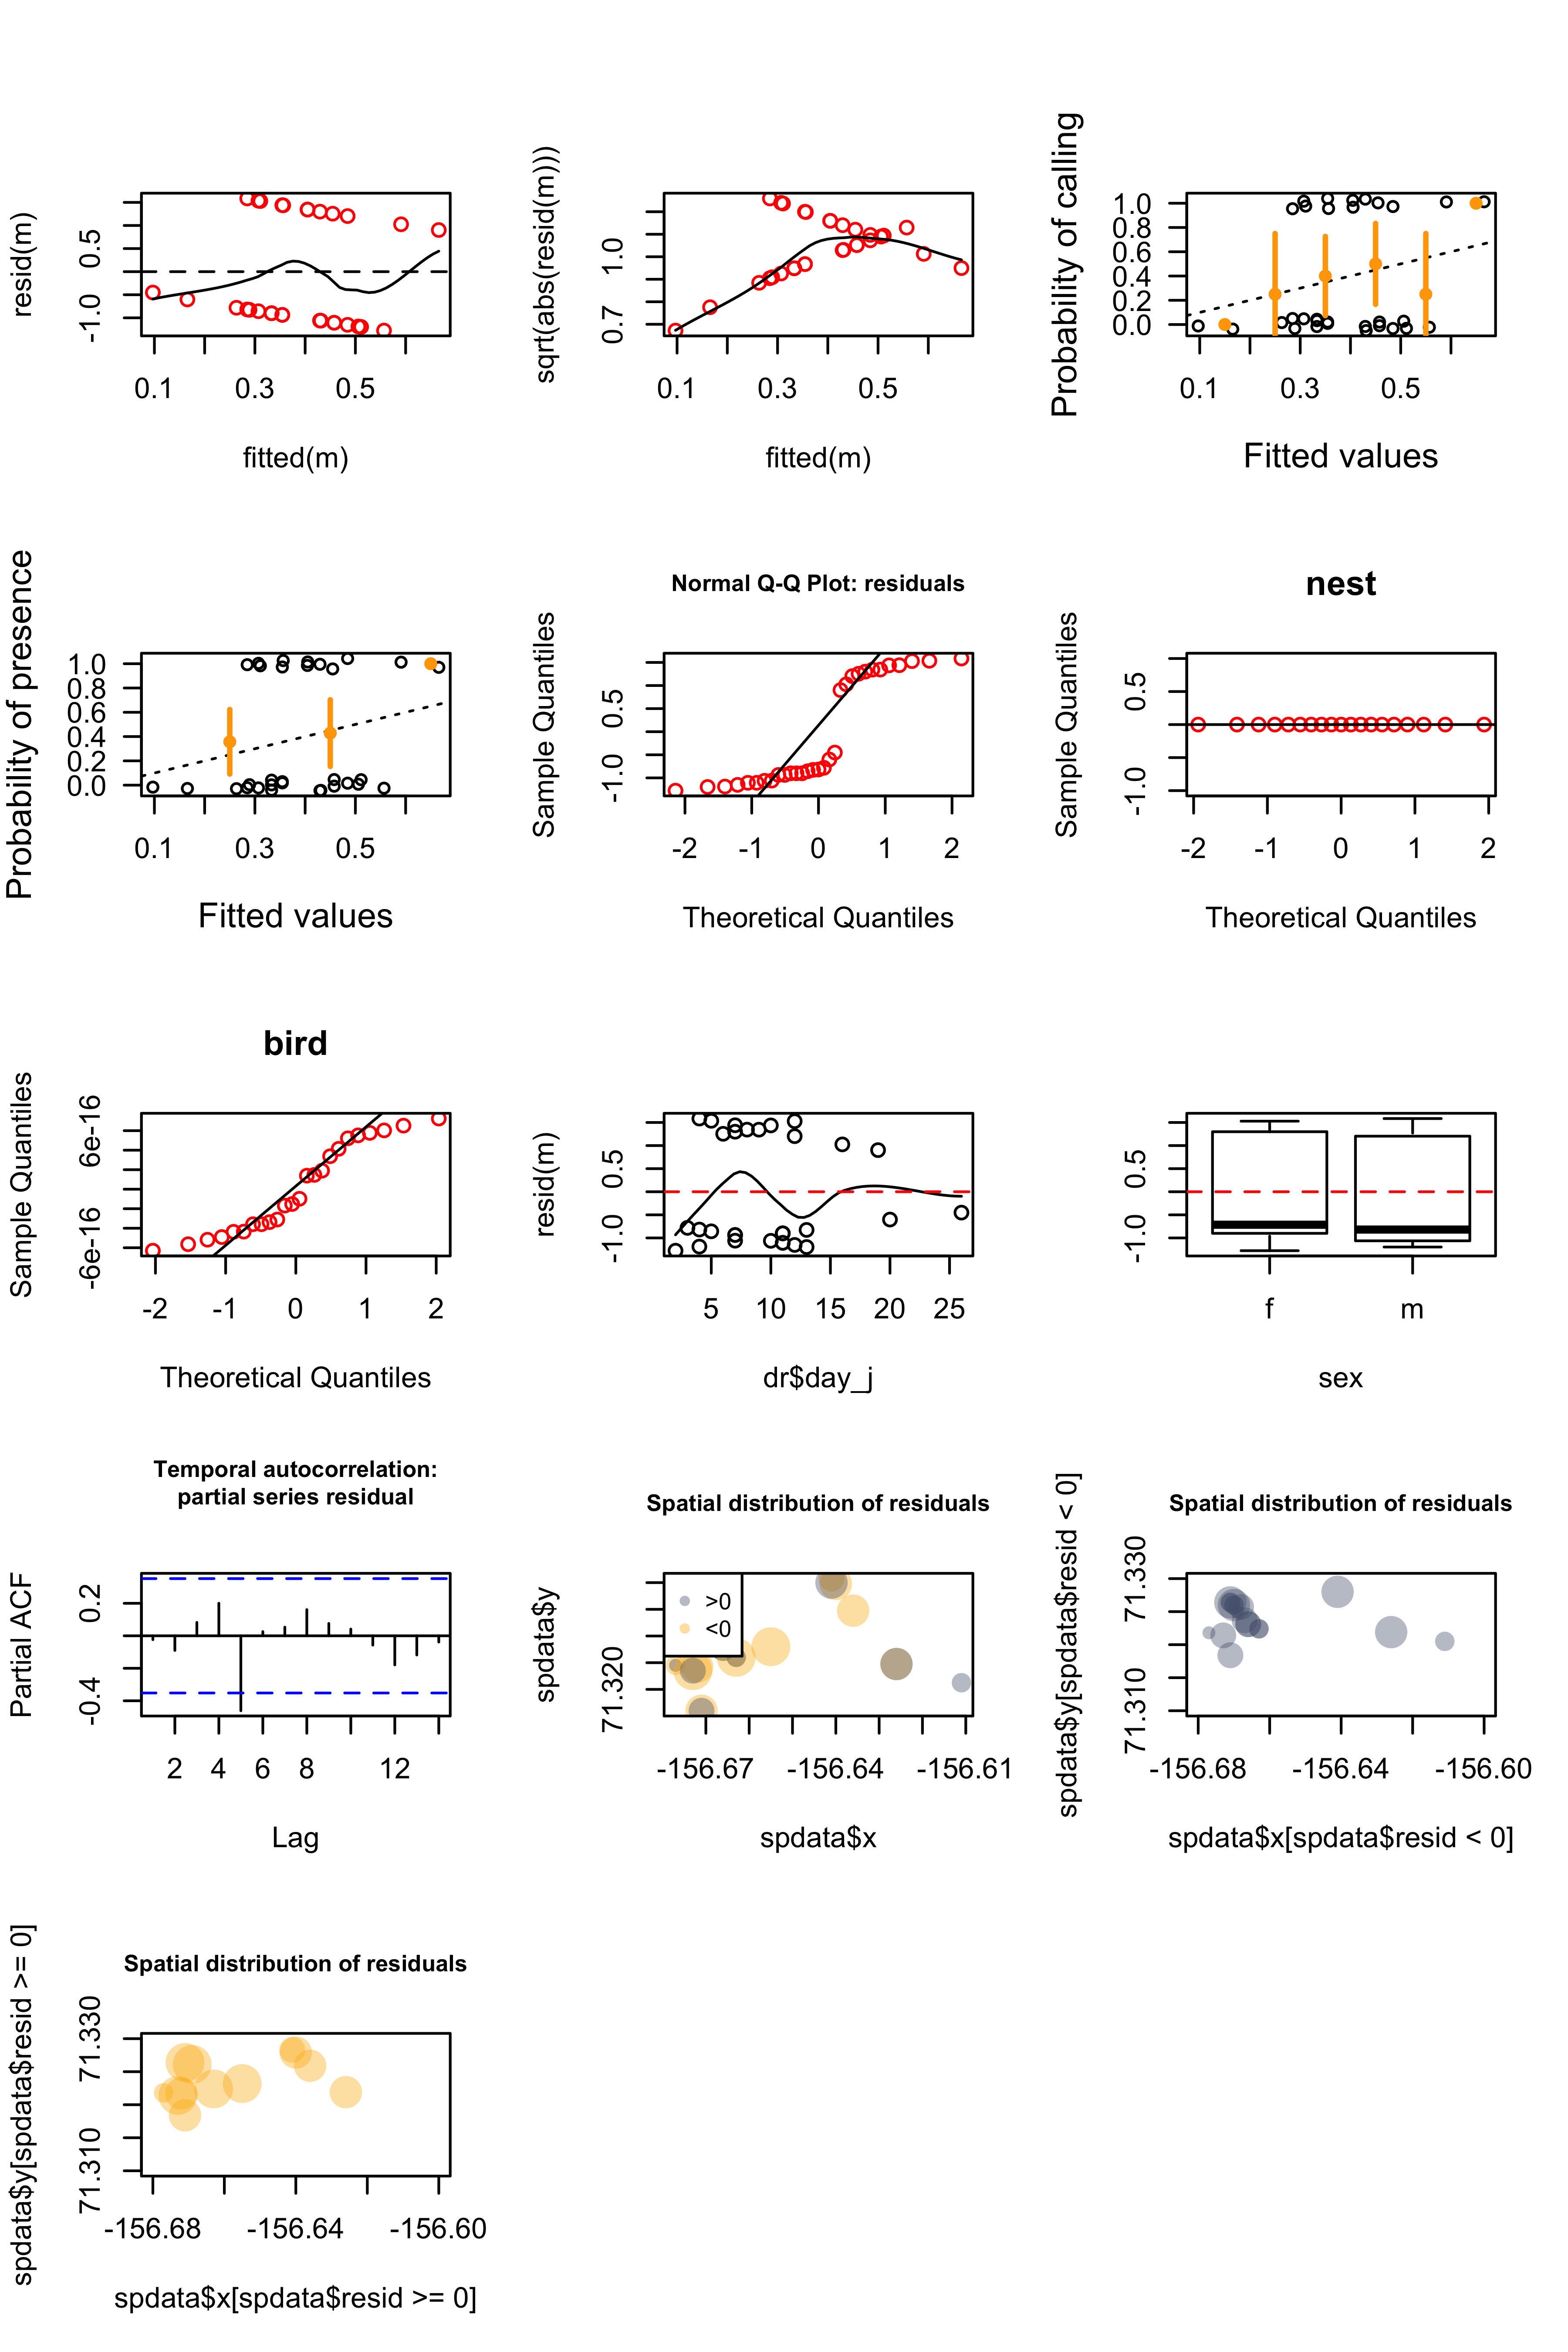 resid(m)
0.5
-1.0
0.1 0.3 0.5
fitted(m)
sqrt(abs(resid(m)))
1.0
0.7
0.1 0.3 0.5
fitted(m)
Probability of calling
1.0
0.8
0.6
0.4
0.2
0.0
0.1 0.3 0.5
Fitted values
Probability of presence
1.0
0.8
0.6
0.4
0.2
0.0
0.1 0.3 0.5
Fitted values
Normal Q-Q Plot: residuals
Sample Quantiles
0.5
-1.0
-2 -1 0 1 2
Theoretical Quantiles
nest
Sample Quantiles
0.5
-1.0
-2 -1 0 1 2
Theoretical Quantiles
bird
Sample Quantiles
6e-16
-6e-16
-2 -1 0 1 2
Theoretical Quantiles
resid(m)
0.5
-1.0
5 10 15 20 25
dr$day_j
0.5
-1.0
f m
sex
Temporal autocorrelation:
partial series residual
Partial ACF
0.2
-0.4
2 4 6 8 12
Lag
Spatial distribution of residuals
spdata$y
71.320
>0
<0
-156.67 -156.64 -156.61
spdata$x
Spatial distribution of residuals
spdata$y[spdata$resid < 0]
71.330
71.310
-156.68 -156.64 -156.60
spdata$x[spdata$resid < 0]
Spatial distribution of residuals
spdata$y[spdata$resid >= 0]
71.330
71.310
-156.68 -156.64 -156.60
spdata$x[spdata$resid >= 0]